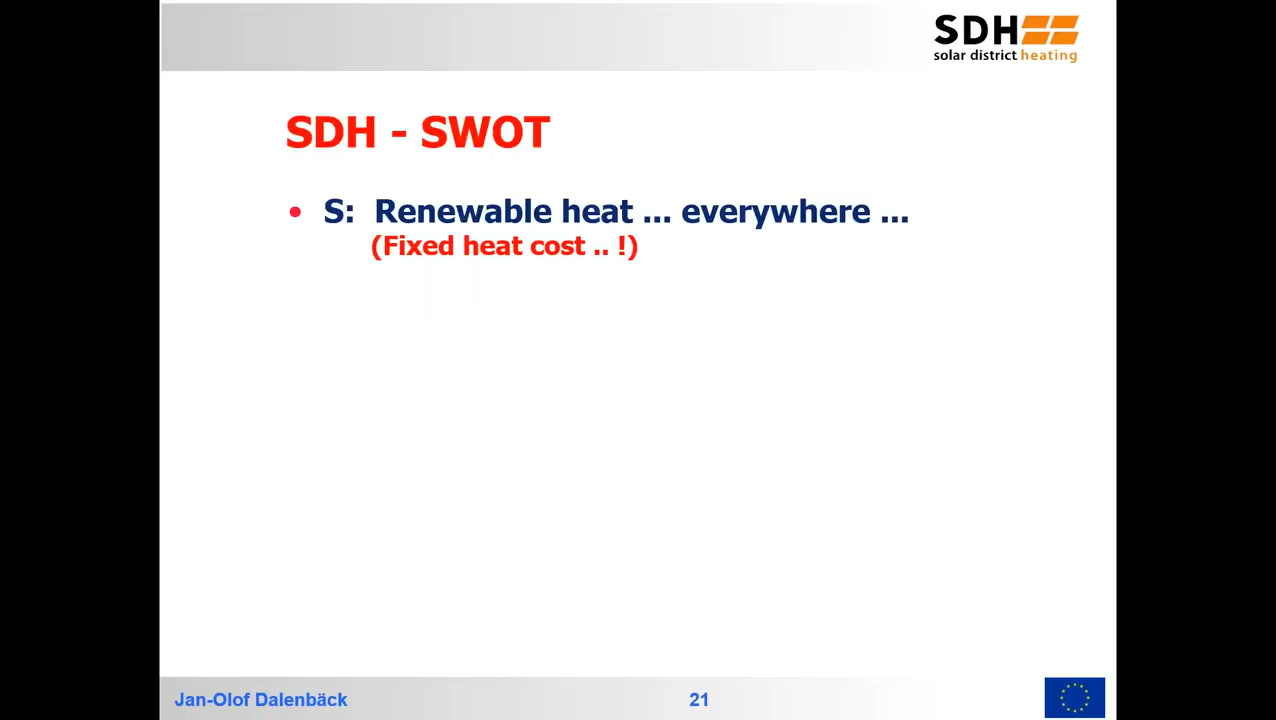 SDH
solar district heating
SDH - SWOT
• S: Renewable heat ... everywhere ...
(Fixed heat cost .. !)
Jan-Olof Dalenbäck
21